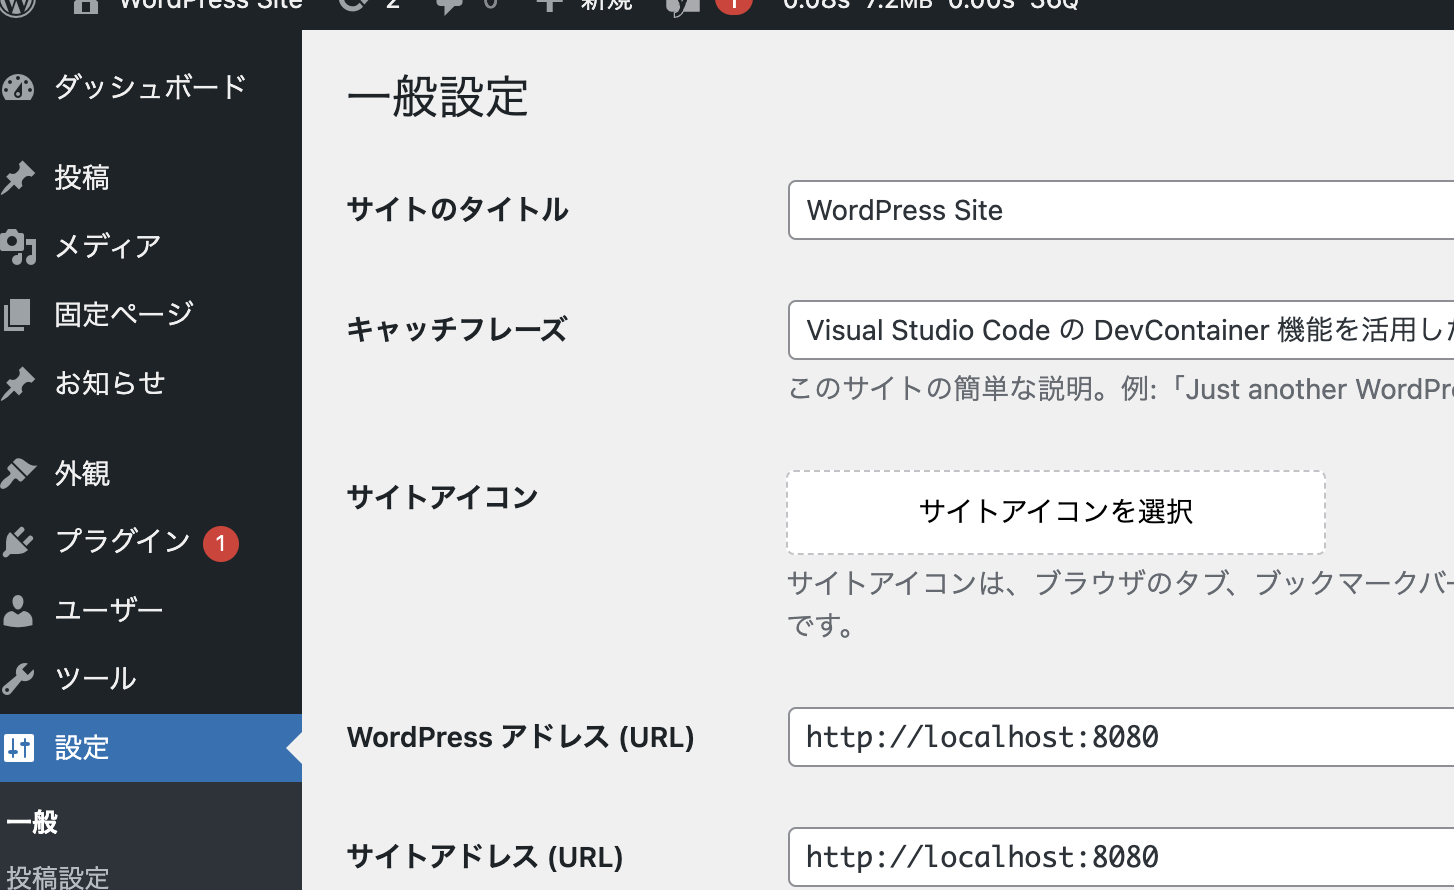 WordPress Site 2 0 新規 1 0.08s 7.2MB 0.00s 36Q
ダッシュボード
投稿
メディア
固定ページ
お知らせ
外観
プラグイン 1
ユーザー
ツール
設定
一般
投稿設定
一般設定
サイトのタイトル
WordPress Site
キャッチフレーズ
Visual Studio Code の DevContainer 機能を活用し
このサイトの簡単な説明。例:「Just another WordPr
サイトアイコン
サイトアイコンを選択
サイトアイコンは、ブラウザのタブ、ブックマークバ
です。
WordPress アドレス (URL)
http://localhost:8080
サイトアドレス (URL)
http://localhost:8080